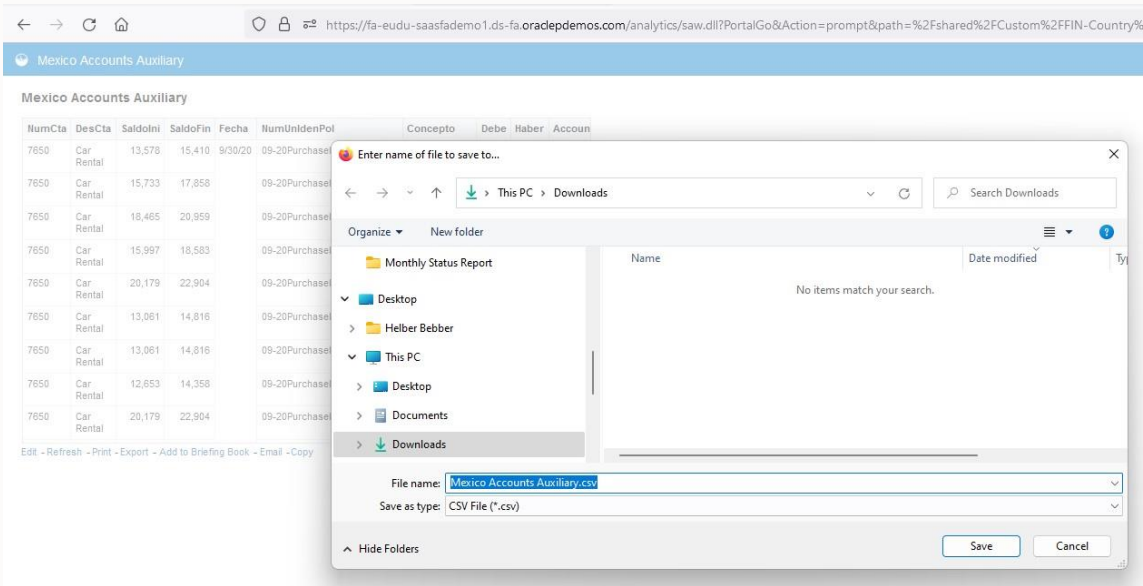 https://fa-eudu-saasfademo1.ds-fa.oraclepdemos.com/analytics/saw.dll?PortalGo&Action=prompt&path=%2Fshared%2FCustom%2FFIN-Country%
Mexico Accounts Auxiliary
Mexico Accounts Auxiliary
NumCta DesCta SaldoIni SaldoFin Fecha NumUnIdenPol Concepto Debe Haber Accoun
7650 Car Rental 13,578 15,410 9/30/20 09-20Purchase
7650 Car Rental 15,733 17,858 09-20Purchase
7650 Car Rental 18,465 20,959 09-20Purchase
7650 Car Rental 15,997 18,583 09-20Purchase
7650 Car Rental 20,179 22,904 09-20Purchase
7650 Car Rental 13,061 14,816 09-20Purchase
7650 Car Rental 13,061 14,816 09-20Purchase
7650 Car Rental 12,653 14,358 09-20Purchase
7650 Car Rental 20,179 22,904 09-20Purchase
Edit - Refresh - Print - Export - Add to Briefing Book - Email - Copy
Enter name of file to save to...
This PC > Downloads
Search Downloads
Organize New folder
Monthly Status Report
Desktop
Helber Bebber
This PC
Desktop
Documents
Downloads
Name Date modified Ty
No items match your search.
File name: Mexico Accounts Auxiliary.csv
Save as type: CSV File (*.csv)
Hide Folders
Save Cancel